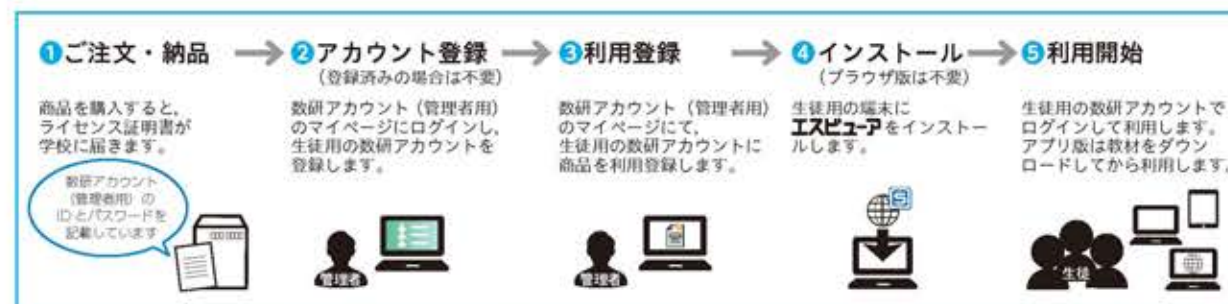 ❶ご注文・納品
商品を購入すると，
ライセンス証明書が
学校に届きます。
数研アカウント
（管理者用）の
IDとパスワードを
記載しています
❷アカウント登録
（登録済みの場合は不要）
数研アカウント（管理者用）
のマイページにログインし，
生徒用の数研アカウントを
登録します。
管理者
❸利用登録
数研アカウント（管理者用）
のマイページにて，
生徒用の数研アカウントに
商品を利用登録します。
管理者
❹インストール
（ブラウザ版は不要）
生徒用の端末に
エスビューアをインストー
ルします。
S
❺利用開始
生徒用の数研アカウントで
ログインして利用します。
アプリ版は教材をダウン
ロードしてから利用します。
生徒